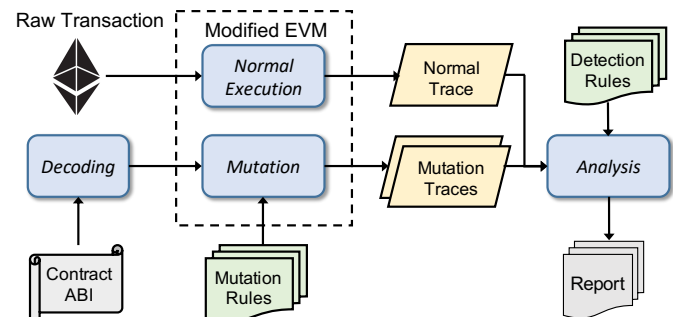 Raw Transaction
Modified EVM
Normal
Execution
Normal
Trace
Detection
Rules
Decoding
Mutation
Mutation
Traces
Analysis
Contract
ABI
Mutation
Rules
Report